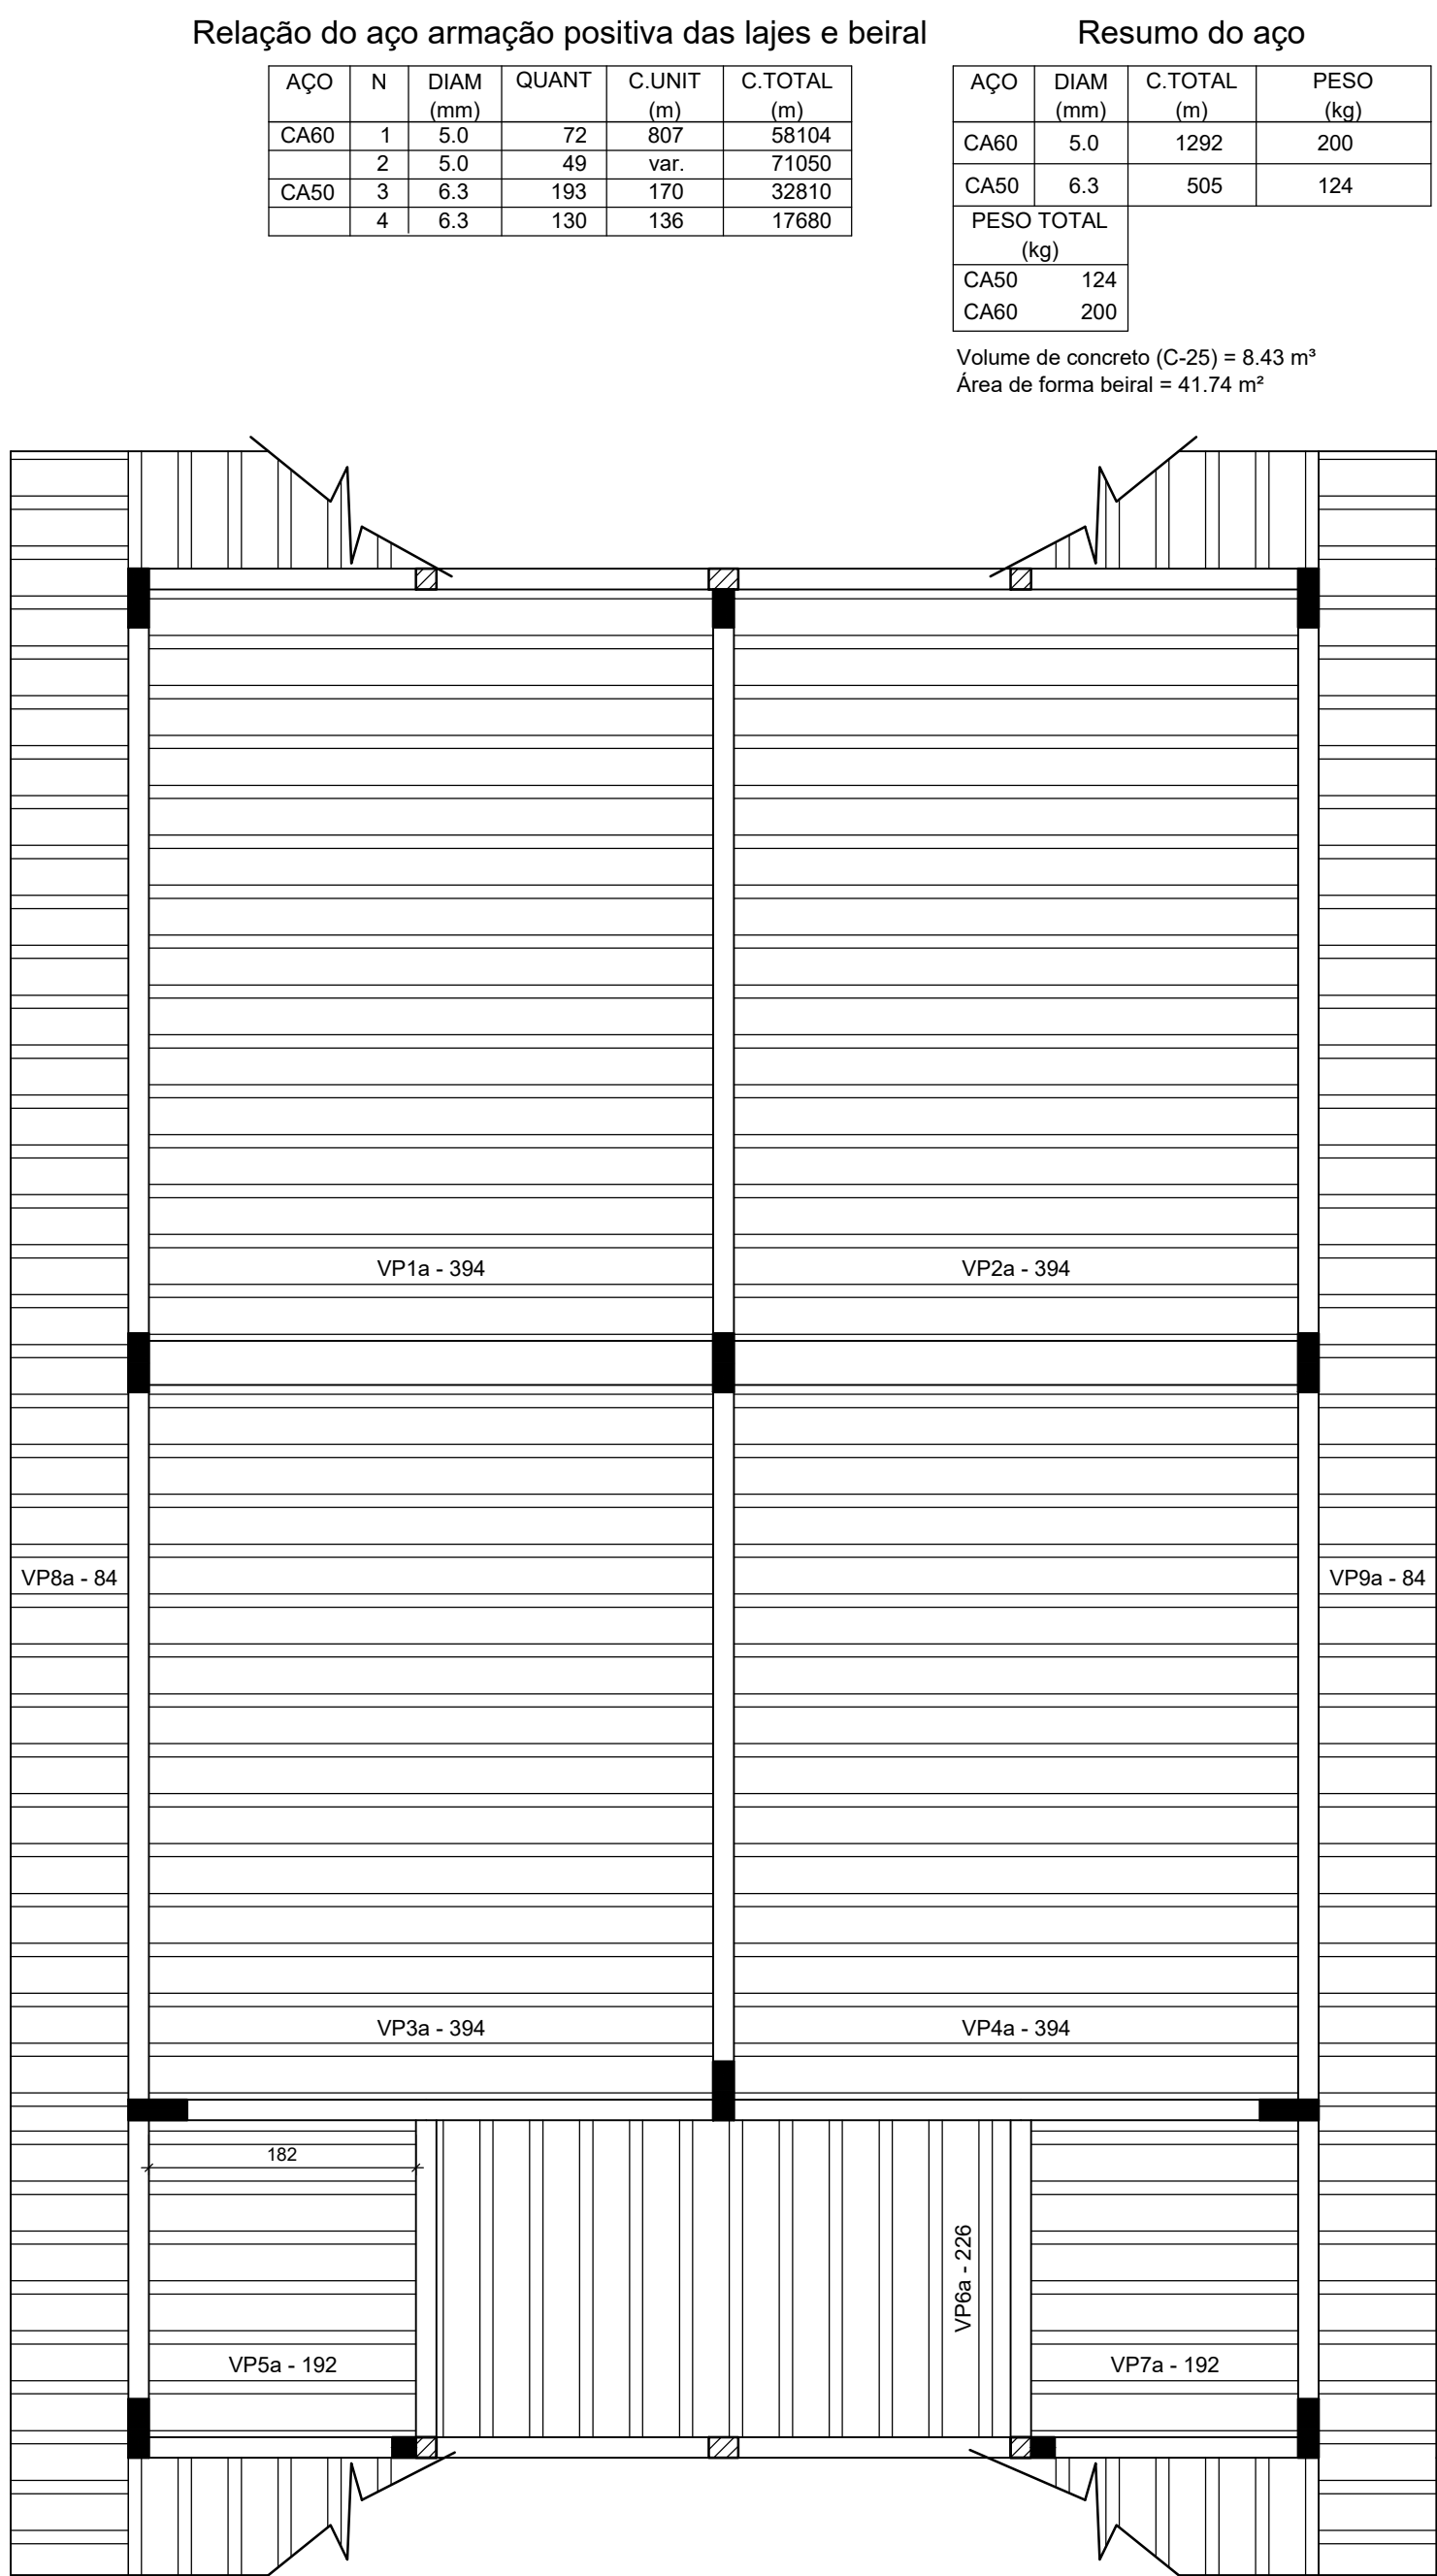 Relação do aço armação positiva das lajes e beiral
AÇO N DIAM QUANT C.UNIT C.TOTAL
(mm) (m) (m)
CA60 1 5.0 72 807 58104
2 5.0 49 var. 71050
CA50 3 6.3 193 170 32810
4 6.3 130 136 17680
Resumo do aço
AÇO DIAM C.TOTAL PESO
(mm) (m) (kg)
CA60 5.0 1292 200
CA50 6.3 505 124
PESO TOTAL
(kg)
CA50 124
CA60 200
Volume de concreto (C-25) = 8.43 m³
Área de forma beiral = 41.74 m²
VP1a - 394
VP2a - 394
VP8a - 84
VP9a - 84
VP3a - 394
VP4a - 394
182
VP6a - 226
VP5a - 192
VP7a - 192